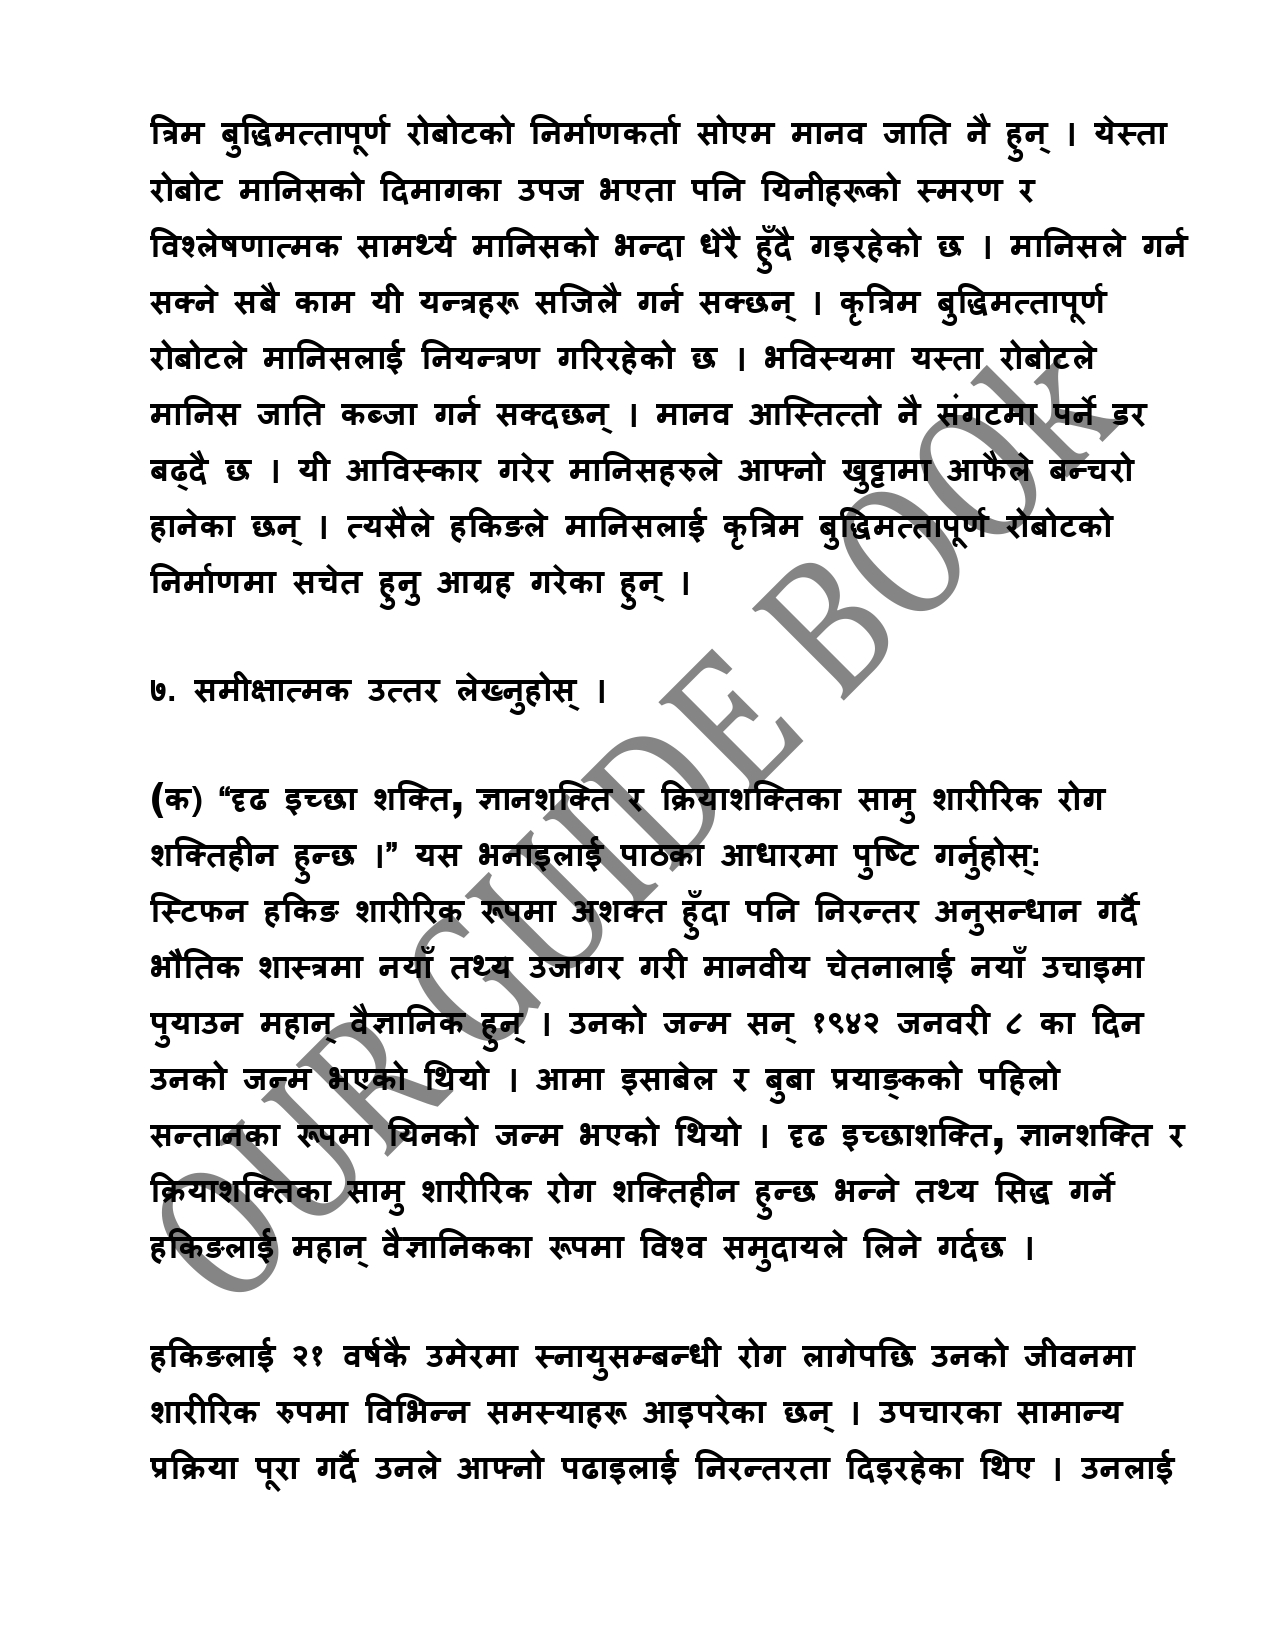 त्रिम बुद्धिमत्तापूर्ण रोबोटको निर्माणकर्ता सोएम मानव जाति नै हुन् । येस्ता
रोबोट मानिसको दिमागका उपज भएता पनि यिनीहरूको स्मरण र
विश्लेषणात्मक सामर्थ्य मानिसको भन्दा धेरै हुँदै गइरहेको छ । मानिसले गर्न
सक्ने सबै काम यी यन्त्रहरू सजिलै गर्न सक्छन् । कृत्रिम बुद्धिमत्तापूर्ण
रोबोटले मानिसलाई नियन्त्रण गरिरहेको छ । भविस्यमा यस्ता रोबोटले
मानिस जाति कब्जा गर्न सक्दछन् । मानव आस्तित्तो नै संगटमा पर्ने डर
बढ्दै छ । यी आविस्कार गरेर मानिसहरुले आफ्नो खुट्टामा आफैले बन्चरो
हानेका छन् । त्यसैले हकिङले मानिसलाई कृत्रिम बुद्धिमत्तापूर्ण रोबोटको
निर्माणमा सचेत हुनु आग्रह गरेका हुन् ।
७. समीक्षात्मक उत्तर लेख्नुहोस् ।
(क) “दृढ इच्छा शक्ति, ज्ञानशक्ति र क्रियाशक्तिका सामु शारीरिक रोग
शक्तिहीन हुन्छ ।” यस भनाइलाई पाठका आधारमा पुष्टि गर्नुहोस्:
स्टिफन हकिङ शारीरिक रूपमा अशक्त हुँदा पनि निरन्तर अनुसन्धान गर्दै
भौतिक शास्त्रमा नयाँ तथ्य उजागर गरी मानवीय चेतनालाई नयाँ उचाइमा
पुयाउन महान् वैज्ञानिक हुन् । उनको जन्म सन् १९४२ जनवरी ८ का दिन
उनको जन्म भएको थियो । आमा इसाबेल र बुबा प्रयाङ्कको पहिलो
सन्तानका रूपमा यिनको जन्म भएको थियो । दृढ इच्छाशक्ति, ज्ञानशक्ति र
क्रियाशक्तिका सामु शारीरिक रोग शक्तिहीन हुन्छ भन्ने तथ्य सिद्ध गर्ने
हकिङलाई महान् वैज्ञानिकका रूपमा विश्व समुदायले लिने गर्दछ ।
हकिङलाई २१ वर्षकै उमेरमा स्नायुसम्बन्धी रोग लागेपछि उनको जीवनमा
शारीरिक रुपमा विभिन्न समस्याहरू आइपरेका छन् । उपचारका सामान्य
प्रक्रिया पूरा गर्दै उनले आफ्नो पढाइलाई निरन्तरता दिइरहेका थिए । उनलाई
OUR GUIDE BOOK